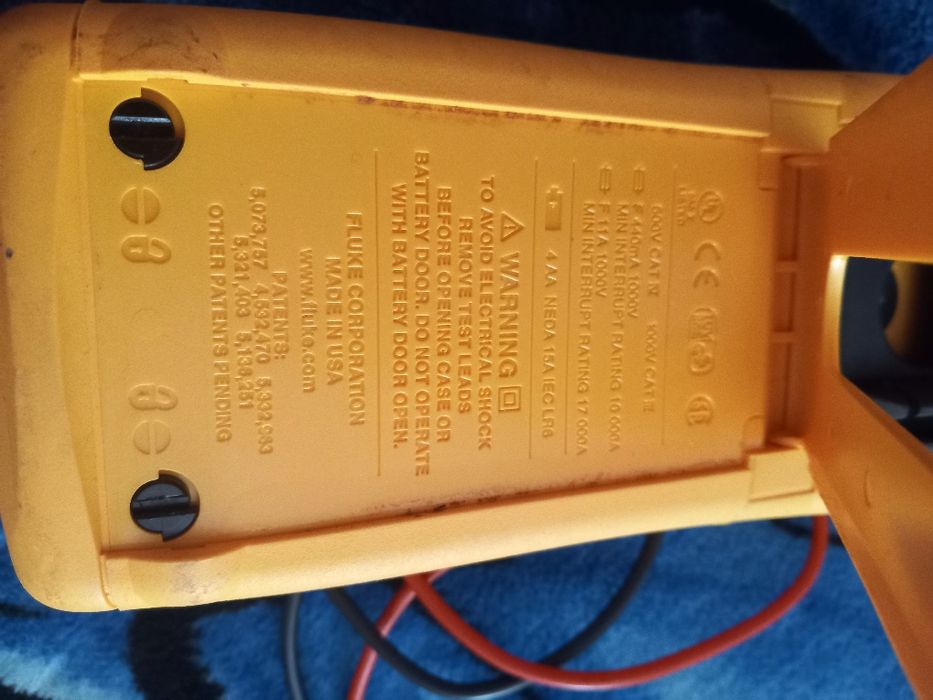 UL
600V CAT IV 1000V CAT III
F 440mA 1000V
MIN INTERRUPT RATING 10 000A
F 11A 1000V
MIN INTERRUPT RATING 17 000A
4 AA NEDA 15A IEC LR6
WARNING
TO AVOID ELECTRICAL SHOCK
REMOVE TEST LEADS
BEFORE OPENING CASE OR
BATTERY DOOR. DO NOT OPERATE
WITH BATTERY DOOR OPEN.
FLUKE CORPORATION
MADE IN USA
www.fluke.com
PATENTS:
5,073,757 4,532,470 5,332,963
5,321,403 5,138,251
OTHER PATENTS PENDING